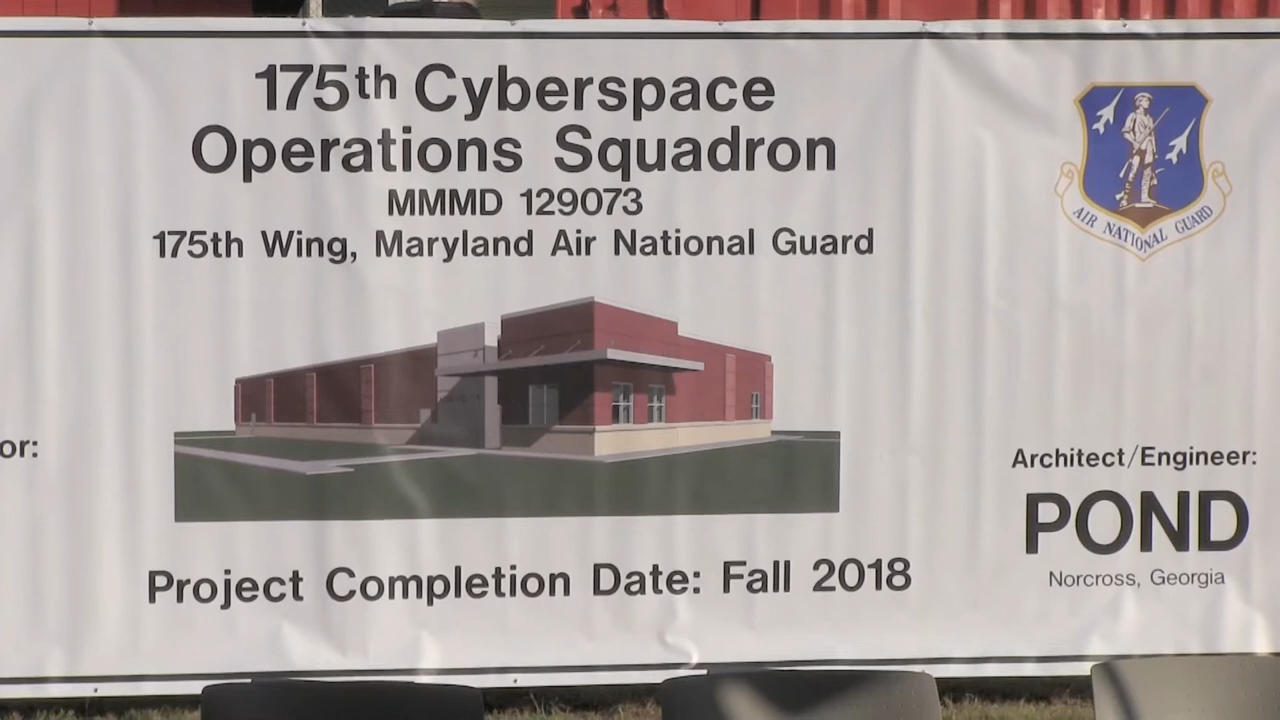 175th Cyberspace
Operations Squadron
MMMD 129073
175th Wing, Maryland Air National Guard
AIR NATIONAL GUARD
or:
Architect/Engineer:
POND
Norcross, Georgia
Project Completion Date: Fall 2018